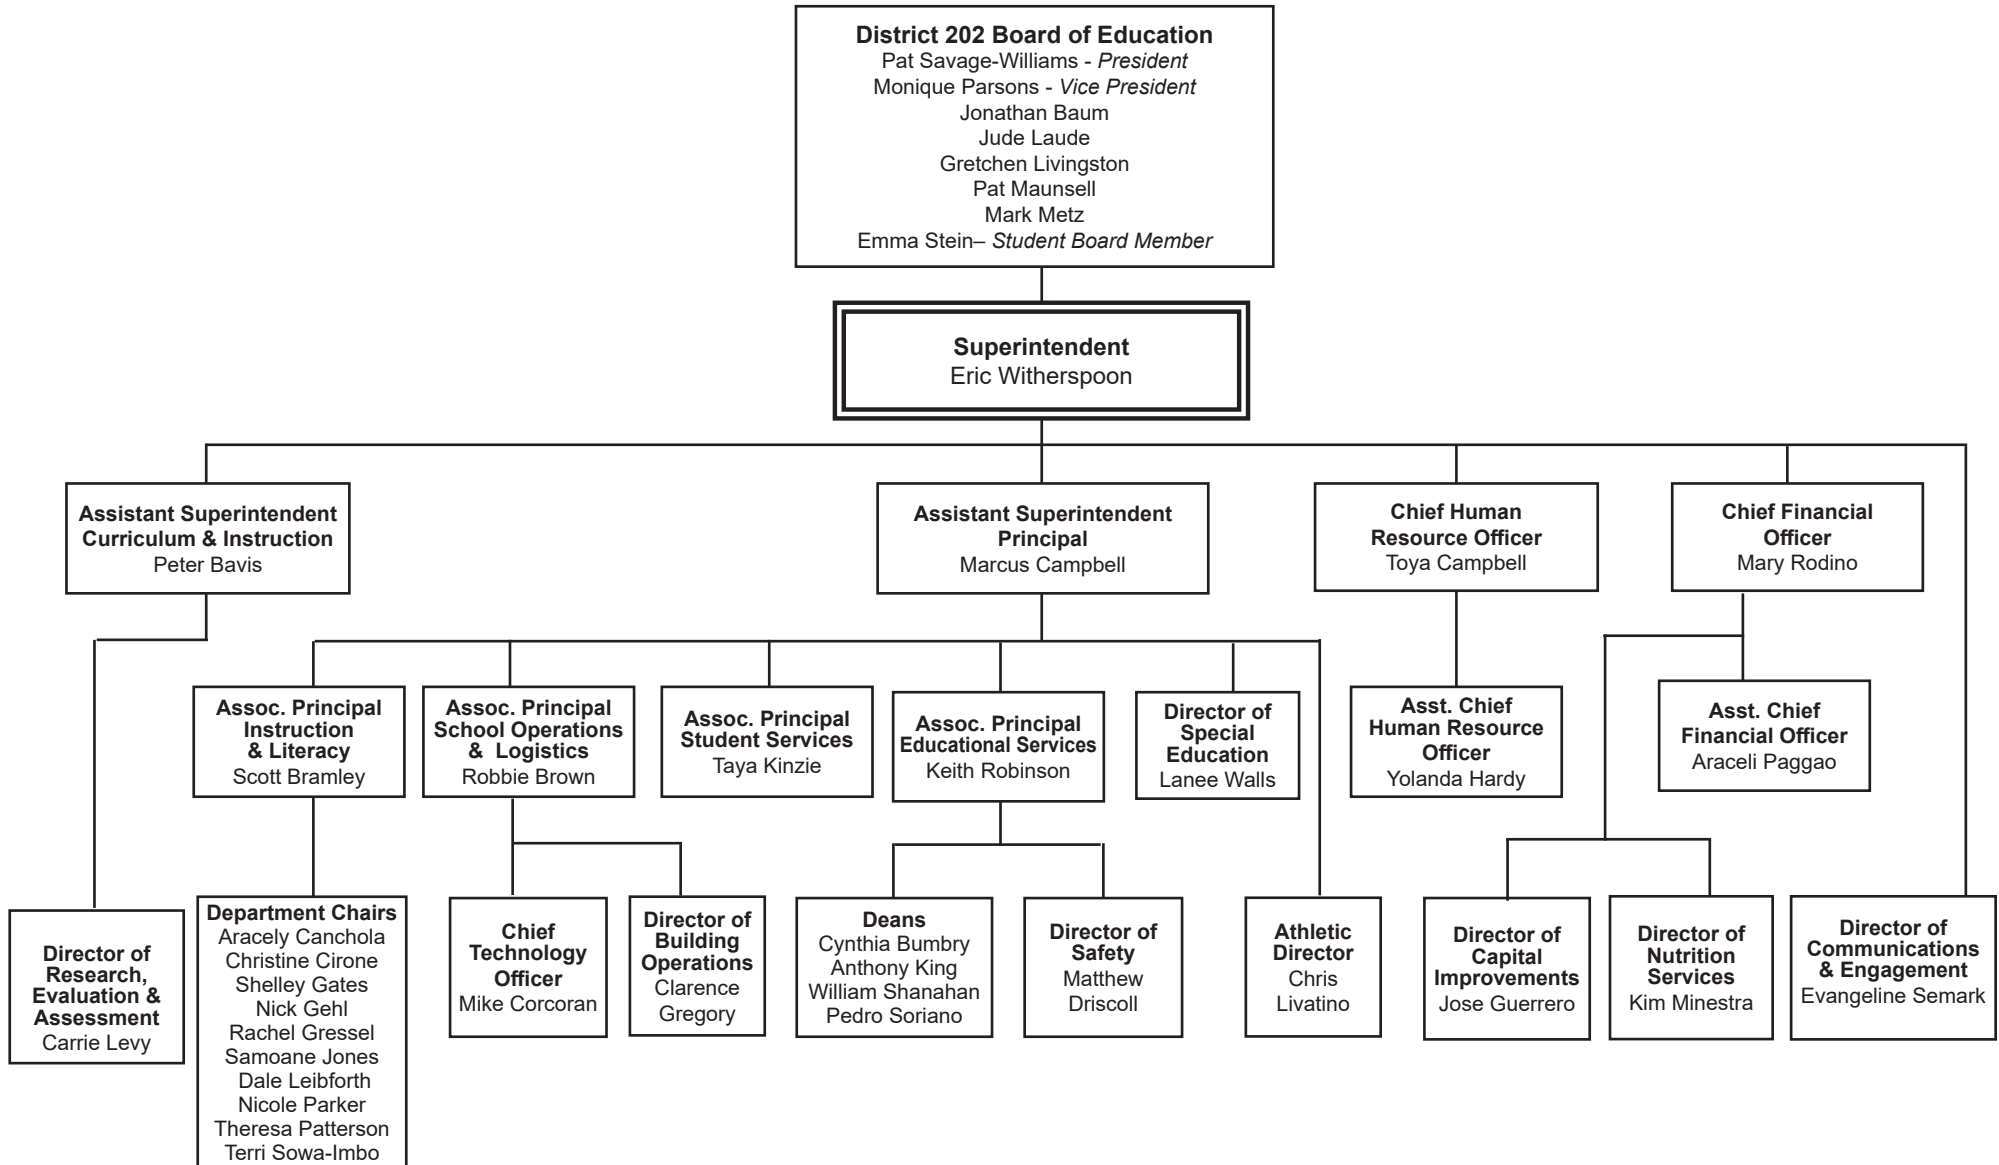 District 202 Board of Education
Pat Savage-Williams - President
Monique Parsons - Vice President
Jonathan Baum
Jude Laude
Gretchen Livingston
Pat Maunsell
Mark Metz
Emma Stein– Student Board Member
Superintendent
Eric Witherspoon
Assistant Superintendent
Curriculum & Instruction
Peter Bavis
Assistant Superintendent
Principal
Marcus Campbell
Chief Human
Resource Officer
Toya Campbell
Chief Financial
Officer
Mary Rodino
Assoc. Principal
Instruction
& Literacy
Scott Bramley
Assoc. Principal
School Operations
& Logistics
Robbie Brown
Assoc. Principal
Student Services
Taya Kinzie
Assoc. Principal
Educational Services
Keith Robinson
Director of
Special
Education
Lanee Walls
Asst. Chief
Human Resource
Officer
Yolanda Hardy
Asst. Chief
Financial Officer
Araceli Paggao
Director of
Research,
Evaluation &
Assessment
Carrie Levy
Department Chairs
Aracely Canchola
Christine Cirone
Shelley Gates
Nick Gehl
Rachel Gressel
Samoane Jones
Dale Leibforth
Nicole Parker
Theresa Patterson
Terri Sowa-Imbo
Chief
Technology
Officer
Mike Corcoran
Director of
Building
Operations
Clarence
Gregory
Deans
Cynthia Bumbry
Anthony King
William Shanahan
Pedro Soriano
Director of
Safety
Matthew
Driscoll
Athletic
Director
Chris
Livatino
Director of
Capital
Improvements
Jose Guerrero
Director of
Nutrition
Services
Kim Minestra
Director of
Communications
& Engagement
Evangeline Semark